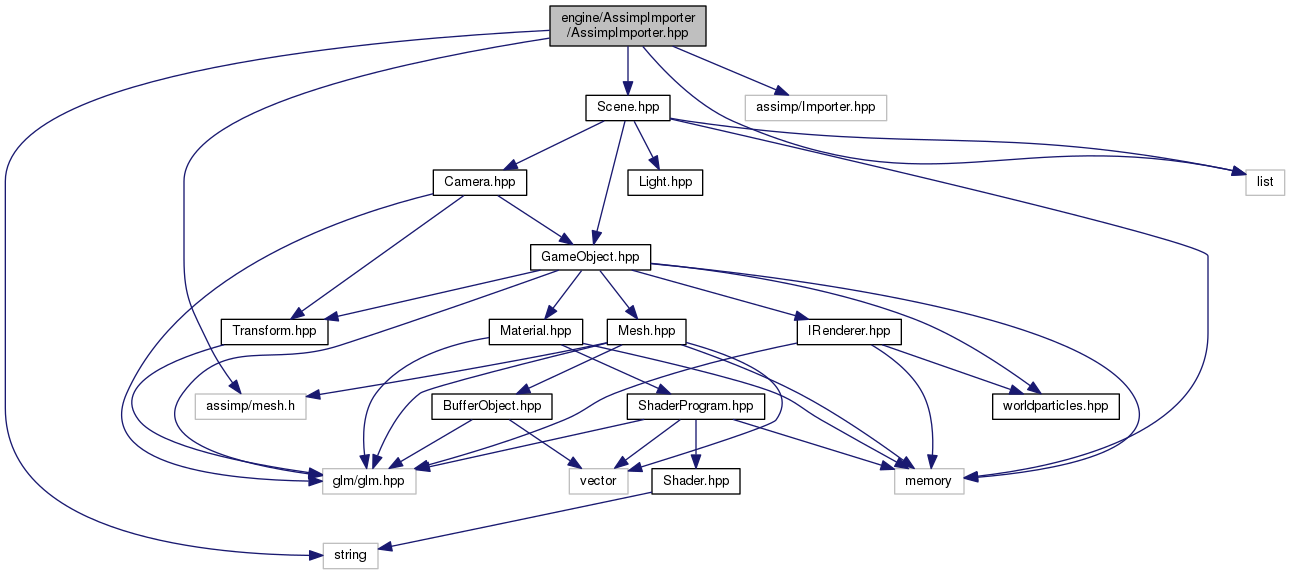 engine/AssimpImporter
/AssimpImporter.hpp
Scene.hpp
assimp/Importer.hpp
Camera.hpp
Light.hpp
list
GameObject.hpp
Transform.hpp
Material.hpp
Mesh.hpp
IRenderer.hpp
assimp/mesh.h
BufferObject.hpp
ShaderProgram.hpp
worldparticles.hpp
glm/glm.hpp
vector
Shader.hpp
memory
string